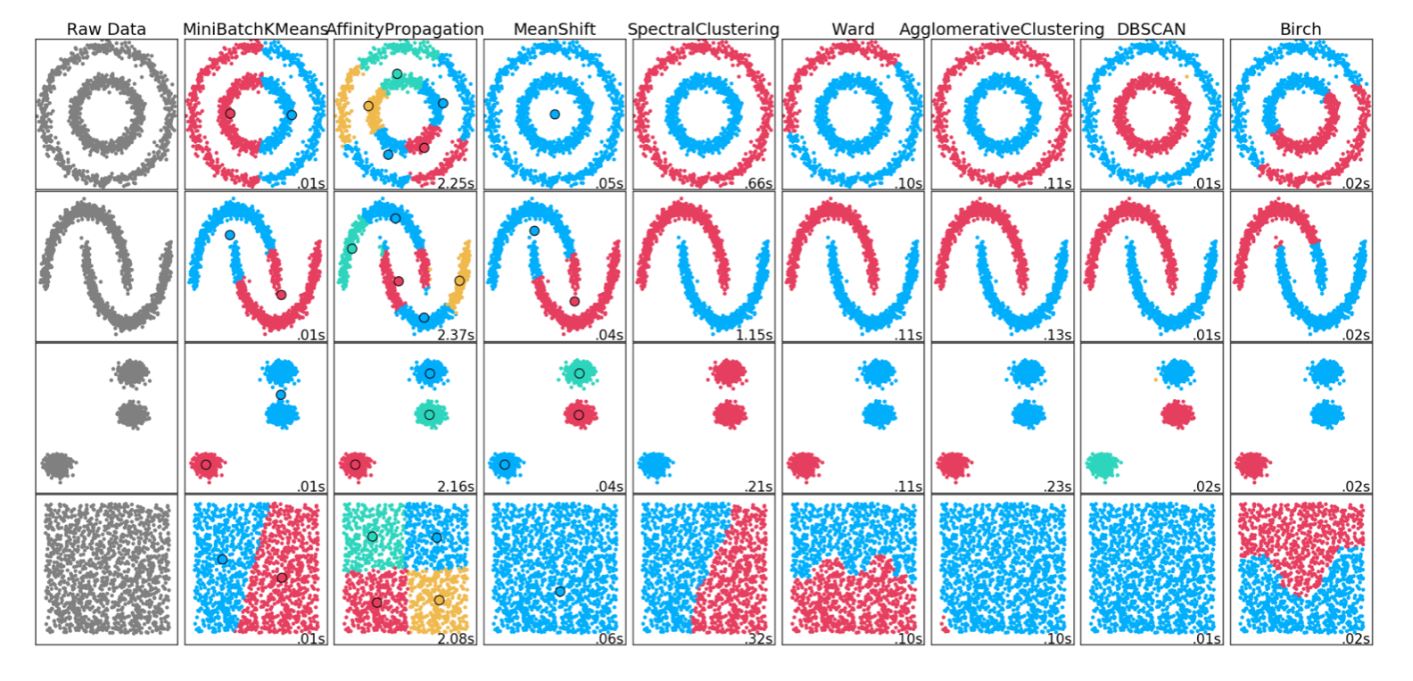 Raw Data MiniBatchKMeans AffinityPropagation MeanShift SpectralClustering Ward AgglomerativeClustering DBSCAN Birch
.01s 2.25s .05s .66s .10s .11s .01s .02s
.01s 2.37s .04s 1.15s .11s .13s .01s .02s
.01s 2.16s .04s .21s .11s .23s .02s .02s
.01s 2.08s .06s .32s .10s .10s .01s .02s